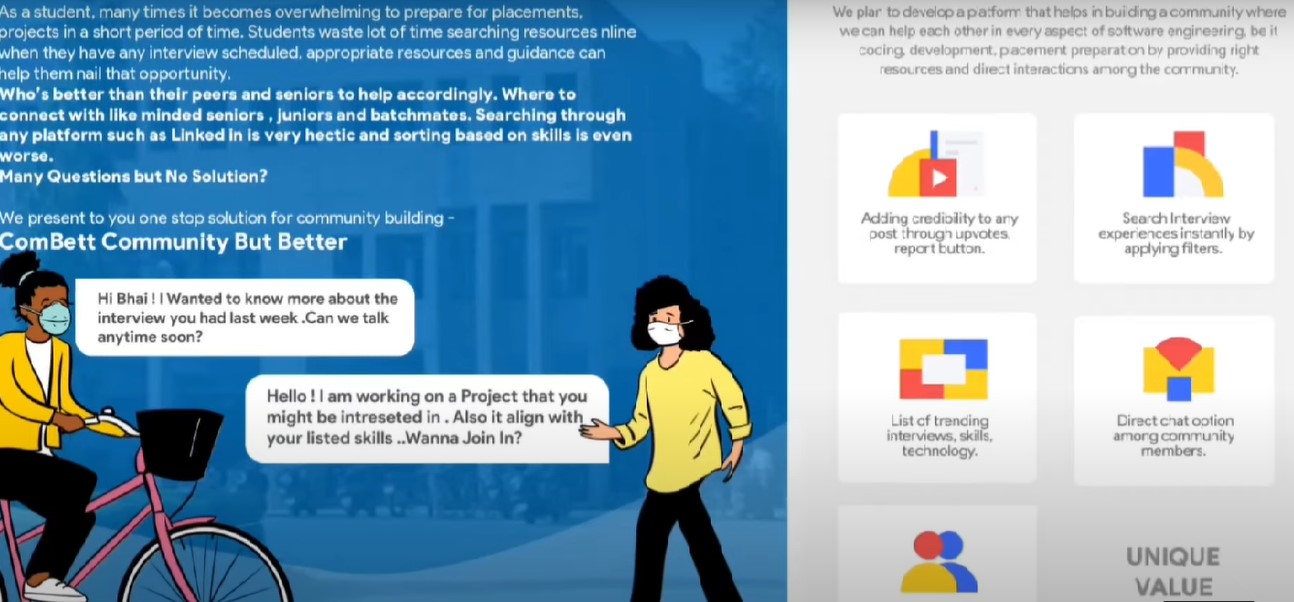 As a student, many times it becomes overwhelming to prepare for placements,
projects in a short period of time. Students waste lot of time searching resources nline
when they have any interview scheduled, appropriate resources and guidance can
help them nail that opportunity.
Who's better than their peers and seniors to help accordingly. Where to
connect with like minded seniors , juniors and batchmates. Searching through
any platform such as Linked in is very hectic and sorting based on skills is even
worse.
Many Questions but No Solution?
We present to you one stop solution for community building -
ComBett Community But Better
Hi Bhai ! I Wanted to know more about the
interview you had last week .Can we talk
anytime soon?
Hello ! I am working on a Project that you
might be intreseted in . Also it align with
your listed skills ..Wanna Join In?
We plan to develop a platform that helps in building a community where
we can help each other in every aspect of software engineering, be it
cocing, development, placement preparation by providing right
resources and direct interactions among the community.
Adding credibility to any
post through upvotes,
report button.
Search Interview
experiences instantly by
applying filters.
List of trending
interviews, skills,
technology.
Direct chat option
among community
members.
UNIQUE
VALUE